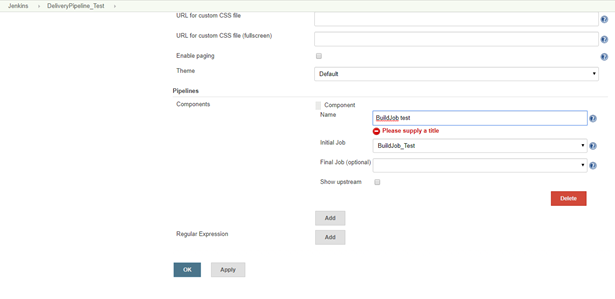 Jenkins › DeliveryPipeline_Test ›
URL for custom CSS file
URL for custom CSS file (fullscreen)
Enable paging
Theme Default
Pipelines
Components Component
Name BuildJob test
Please supply a title
Initial Job BuildJob_Test
Final Job (optional)
Show upstream
Delete
Add
Regular Expression Add
OK Apply